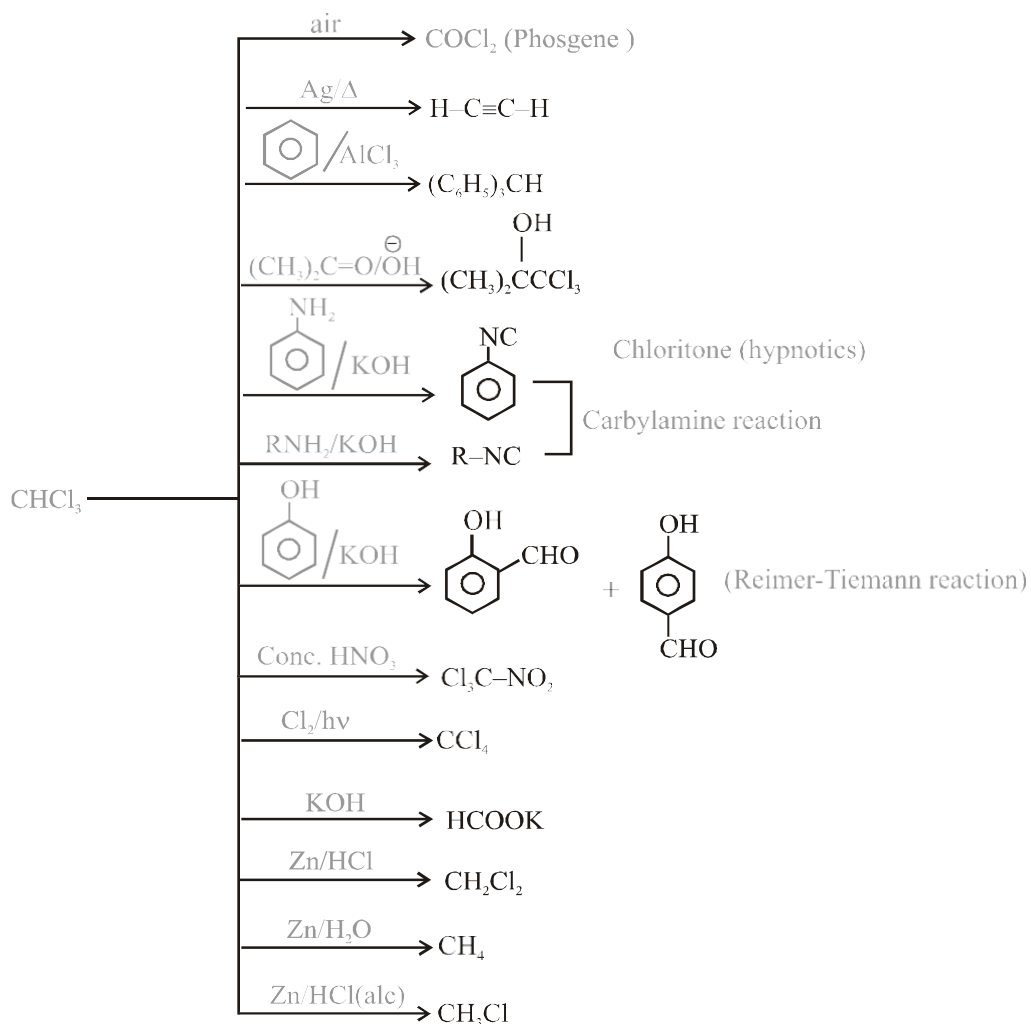 air
COCl₂ (Phosgene )
Ag/Δ
H–C≡C–H
/AlCl₃
(C₆H₅)₃CH
OH
(CH₃)₂C=O/OH⊖
(CH₃)₂CCCl₃
NH₂
/KOH
NC
Chloritone (hypnotics)
Carbylamine reaction
RNH₂/KOH
R–NC
CHCl₃
OH
/KOH
OH
CHO
+
OH
CHO
(Reimer-Tiemann reaction)
Conc. HNO₃
Cl₃C–NO₂
Cl₂/hν
CCl₄
KOH
HCOOK
Zn/HCl
CH₂Cl₂
Zn/H₂O
CH₄
Zn/HCl(alc)
CH₃Cl